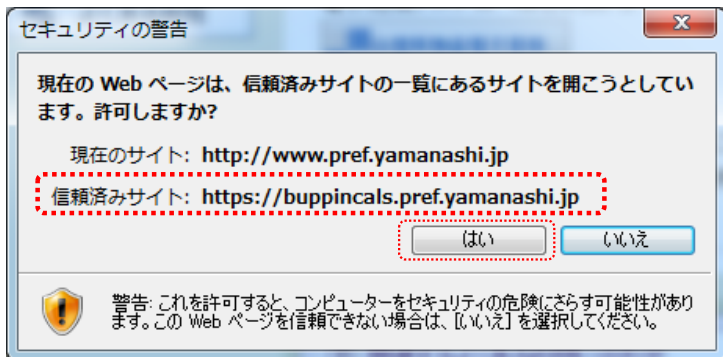 セキュリティの警告
現在の Web ページは、信頼済みサイトの一覧にあるサイトを開こうとしてい
ます。許可しますか?
現在のサイト: http://www.pref.yamanashi.jp
信頼済みサイト: https://buppincals.pref.yamanashi.jp
はい いいえ
警告: これを許可すると、コンピューターをセキュリティの危険にさらす可能性があり
ます。この Web ページを信頼できない場合は、[いいえ] を選択してください。